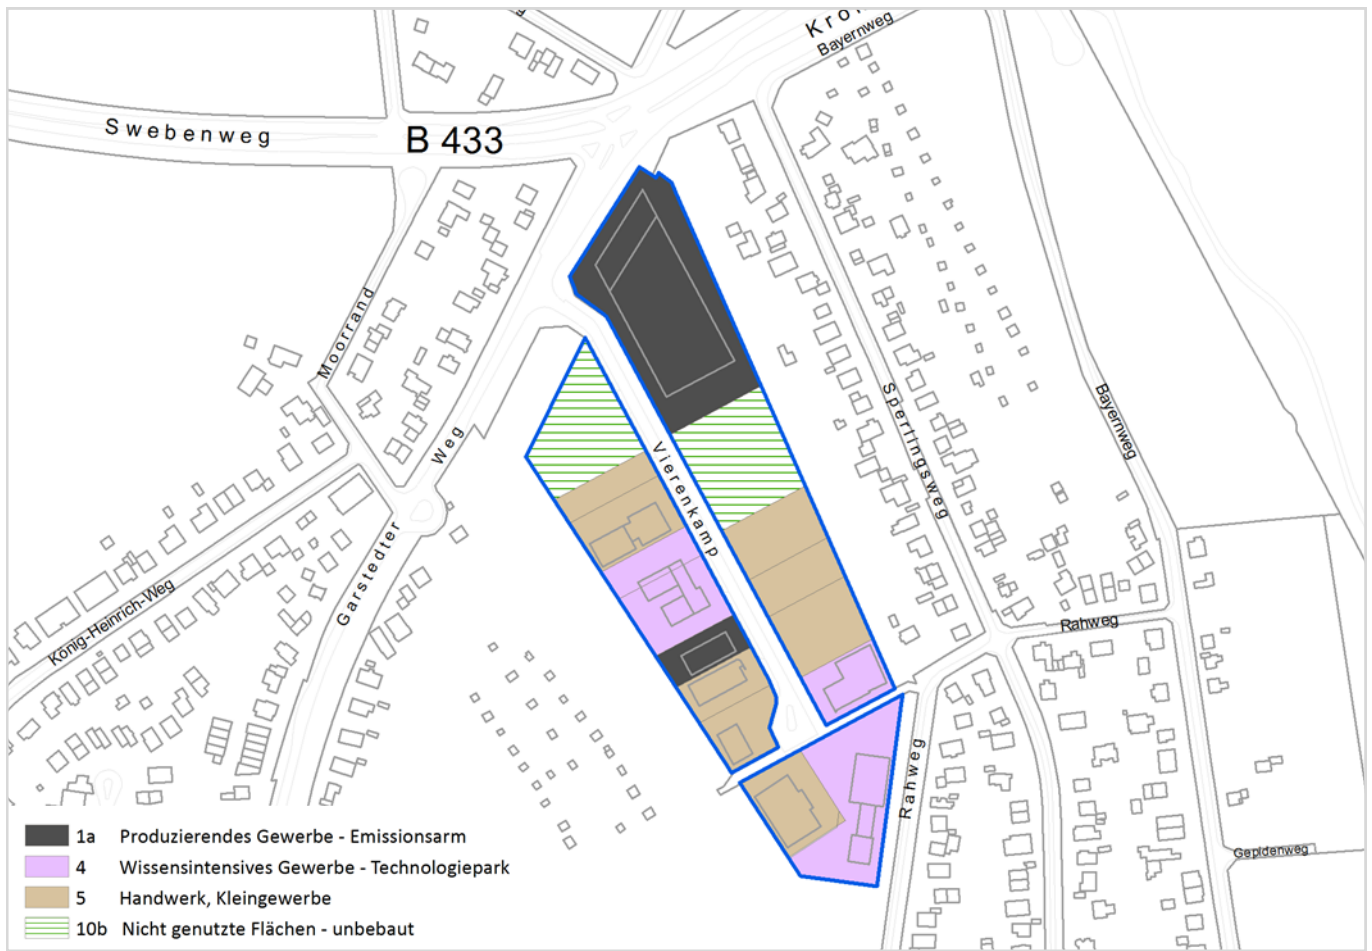 Bayernweg
Swebenweg
B 433
Moorrand
Weg
Vierenkamp
Sperlingsweg
Bayernweg
Garstedter
König-Heinrich-Weg
Rahweg
Rahweg
Gepidenweg
1a Produzierendes Gewerbe - Emissionsarm
4 Wissensintensives Gewerbe - Technologiepark
5 Handwerk, Kleingewerbe
10b Nicht genutzte Flächen - unbebaut